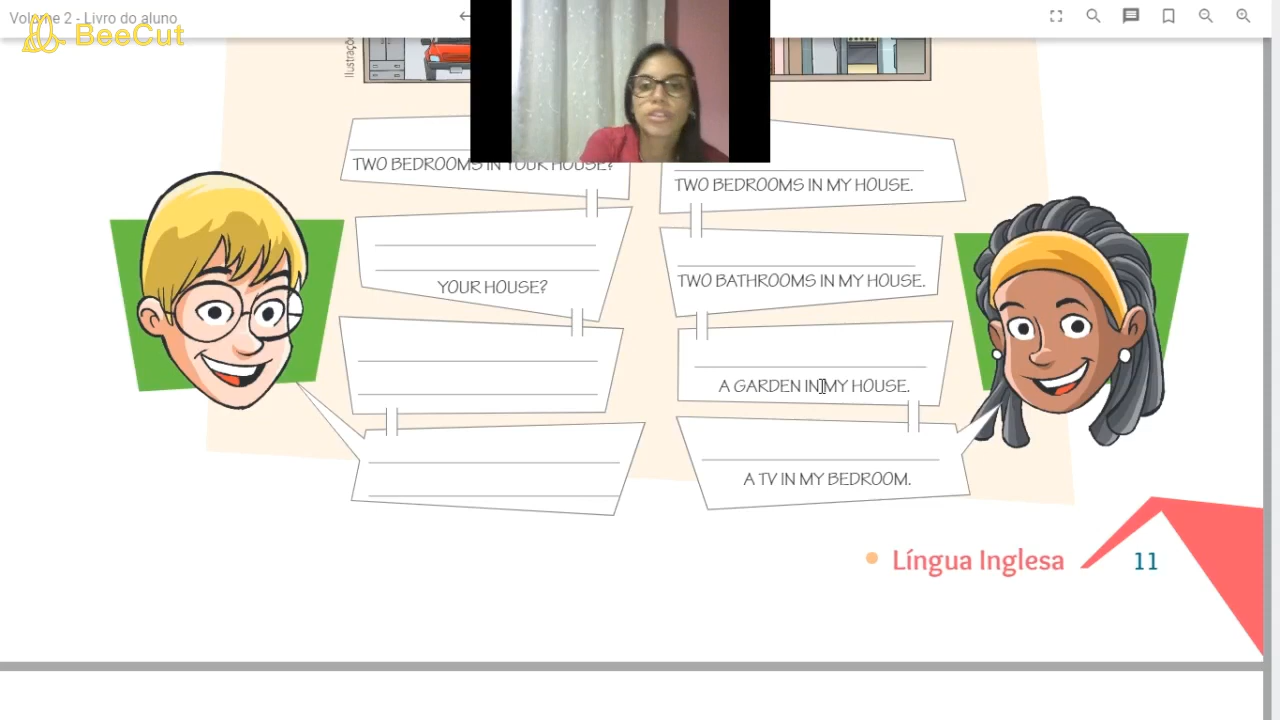 Volume 2 - Livro do aluno
BeeCut
Ilustraçõe
TWO BEDROOMS IN YOUR HOUSE?
TWO BEDROOMS IN MY HOUSE.
YOUR HOUSE?
TWO BATHROOMS IN MY HOUSE.
A GARDEN IN MY HOUSE.
A TV IN MY BEDROOM.
Língua Inglesa 11